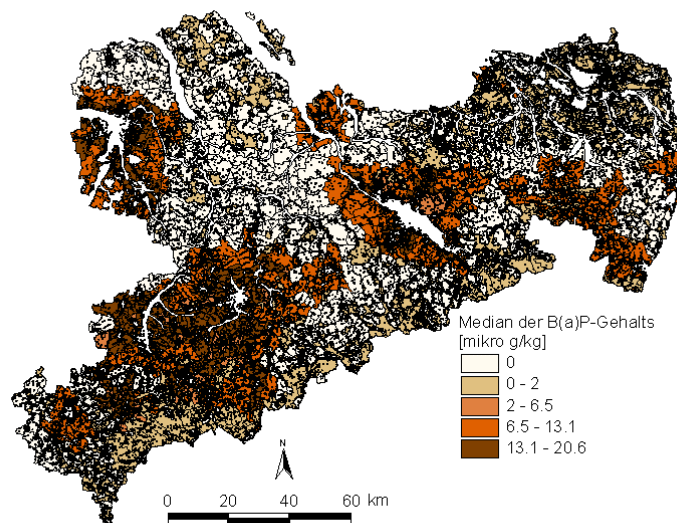 Median der B(a)P-Gehalts
[mikro g/kg]
0
0 - 2
2 - 6.5
6.5 - 13.1
13.1 - 20.6
N
0 20 40 60 km